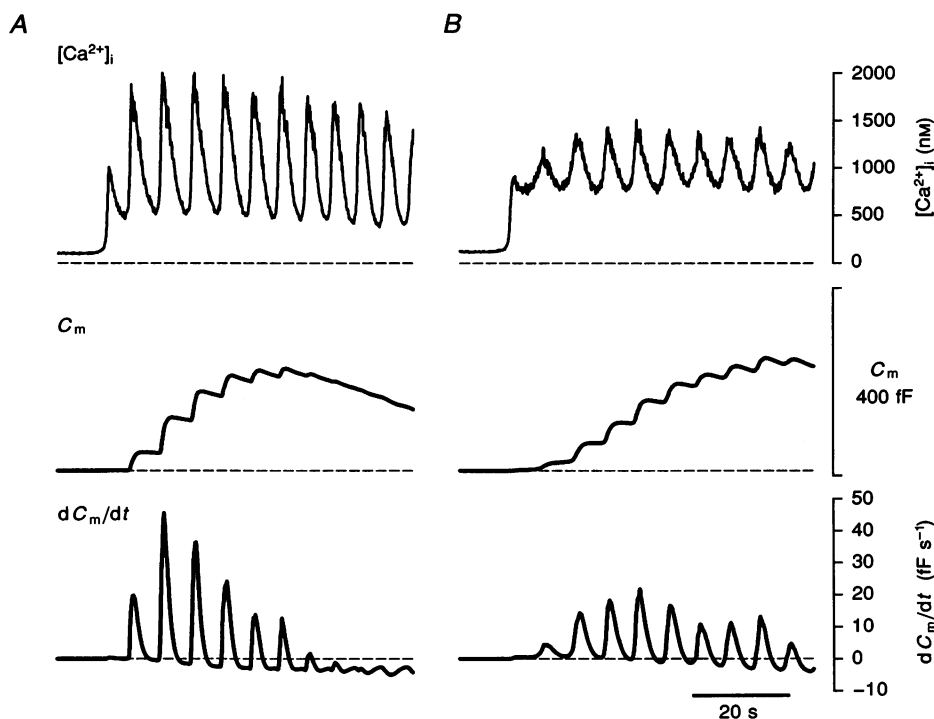 A
B
[Ca²⁺]ᵢ
2000
1500
1000
500
0
[Ca²⁺]ᵢ (nM)
Cₘ
Cₘ
400 fF
dCₘ/dt
50
40
30
20
10
0
−10
dCₘ/dt (fF s⁻¹)
20 s